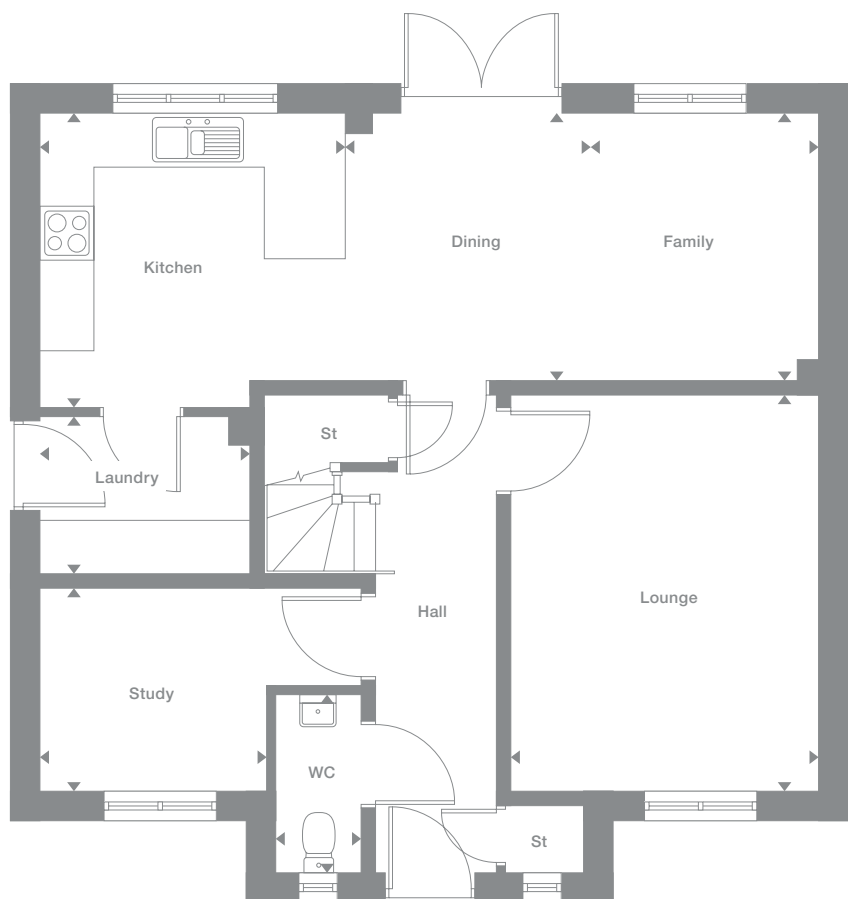 Dining
Family
Kitchen
St
Laundry
Lounge
Hall
Study
WC
St